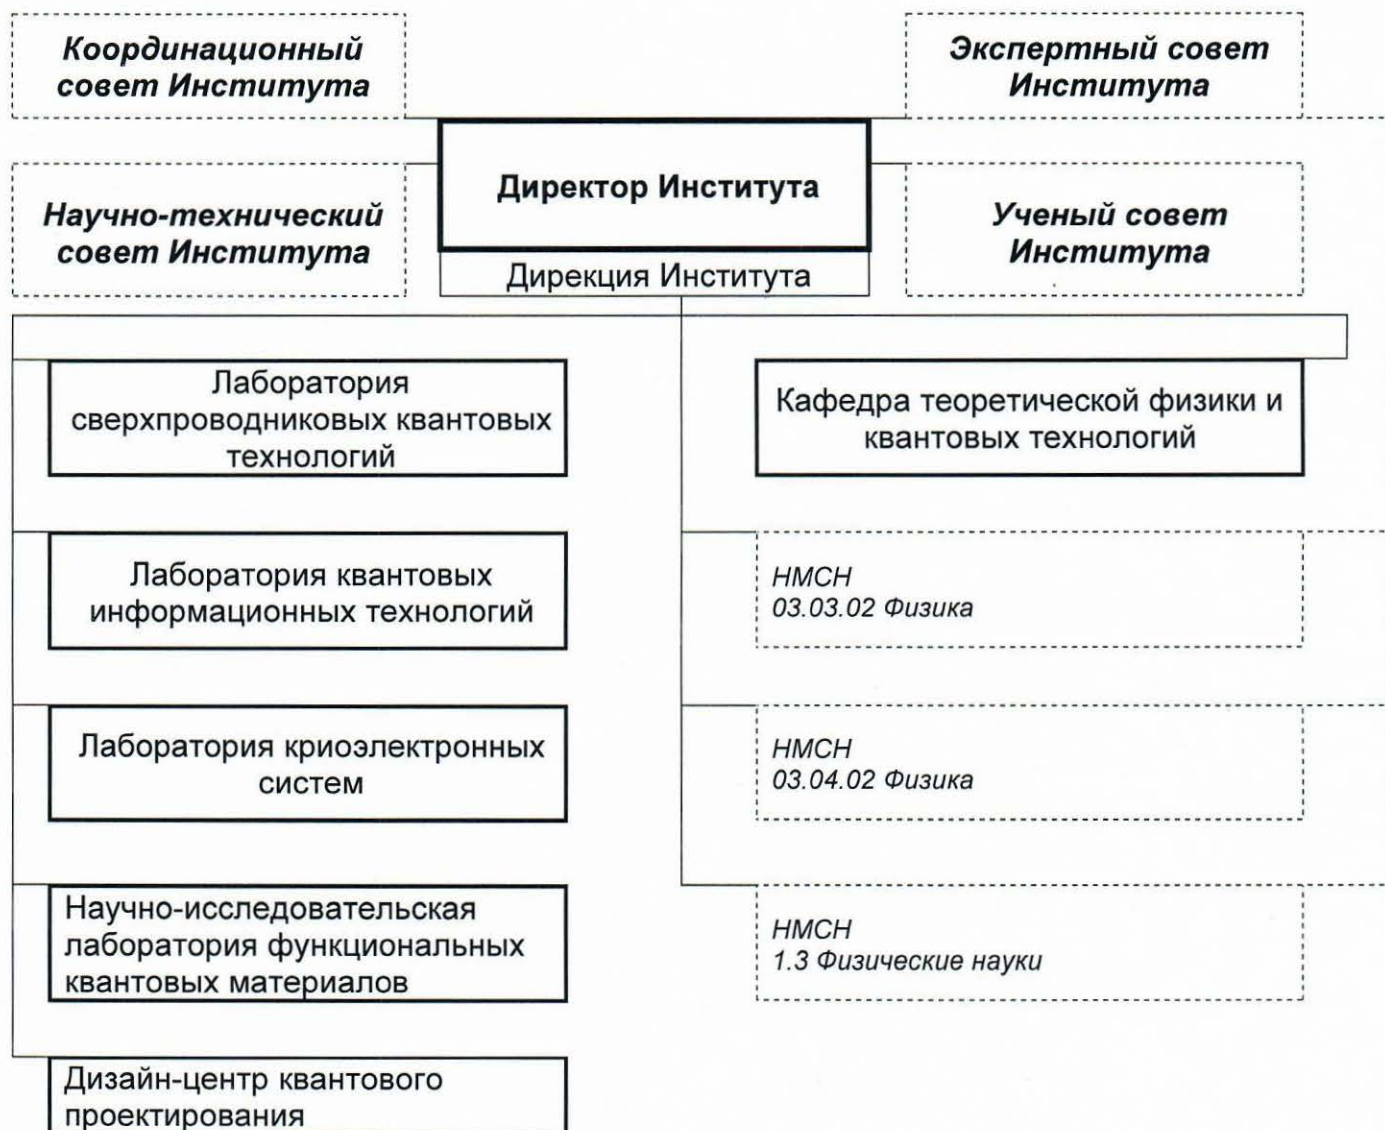 Координационный
совет Института
Экспертный совет
Института
Директор Института
Научно-технический
совет Института
Ученый совет
Института
Дирекция Института
Лаборатория
сверхпроводниковых квантовых
технологий
Кафедра теоретической физики и
квантовых технологий
Лаборатория квантовых
информационных технологий
НМСН
03.03.02 Физика
Лаборатория криоэлектронных
систем
НМСН
03.04.02 Физика
Научно-исследовательская
лаборатория функциональных
квантовых материалов
НМСН
1.3 Физические науки
Дизайн-центр квантового
проектирования